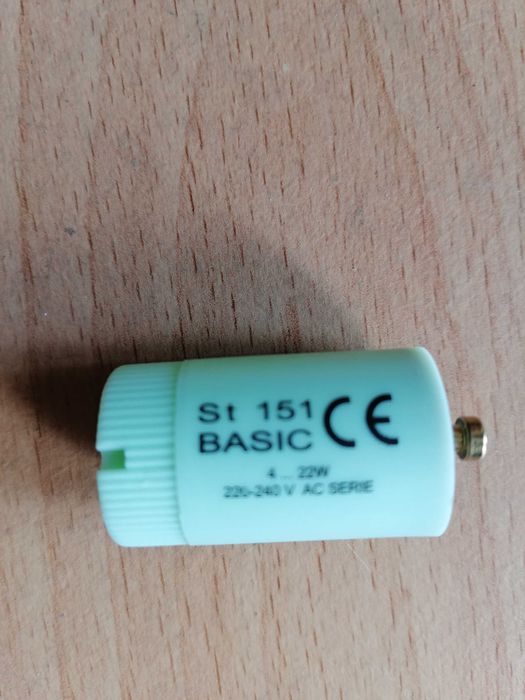 St 151 CE
BASIC
4 ... 22W
220-240 V AC SERIE